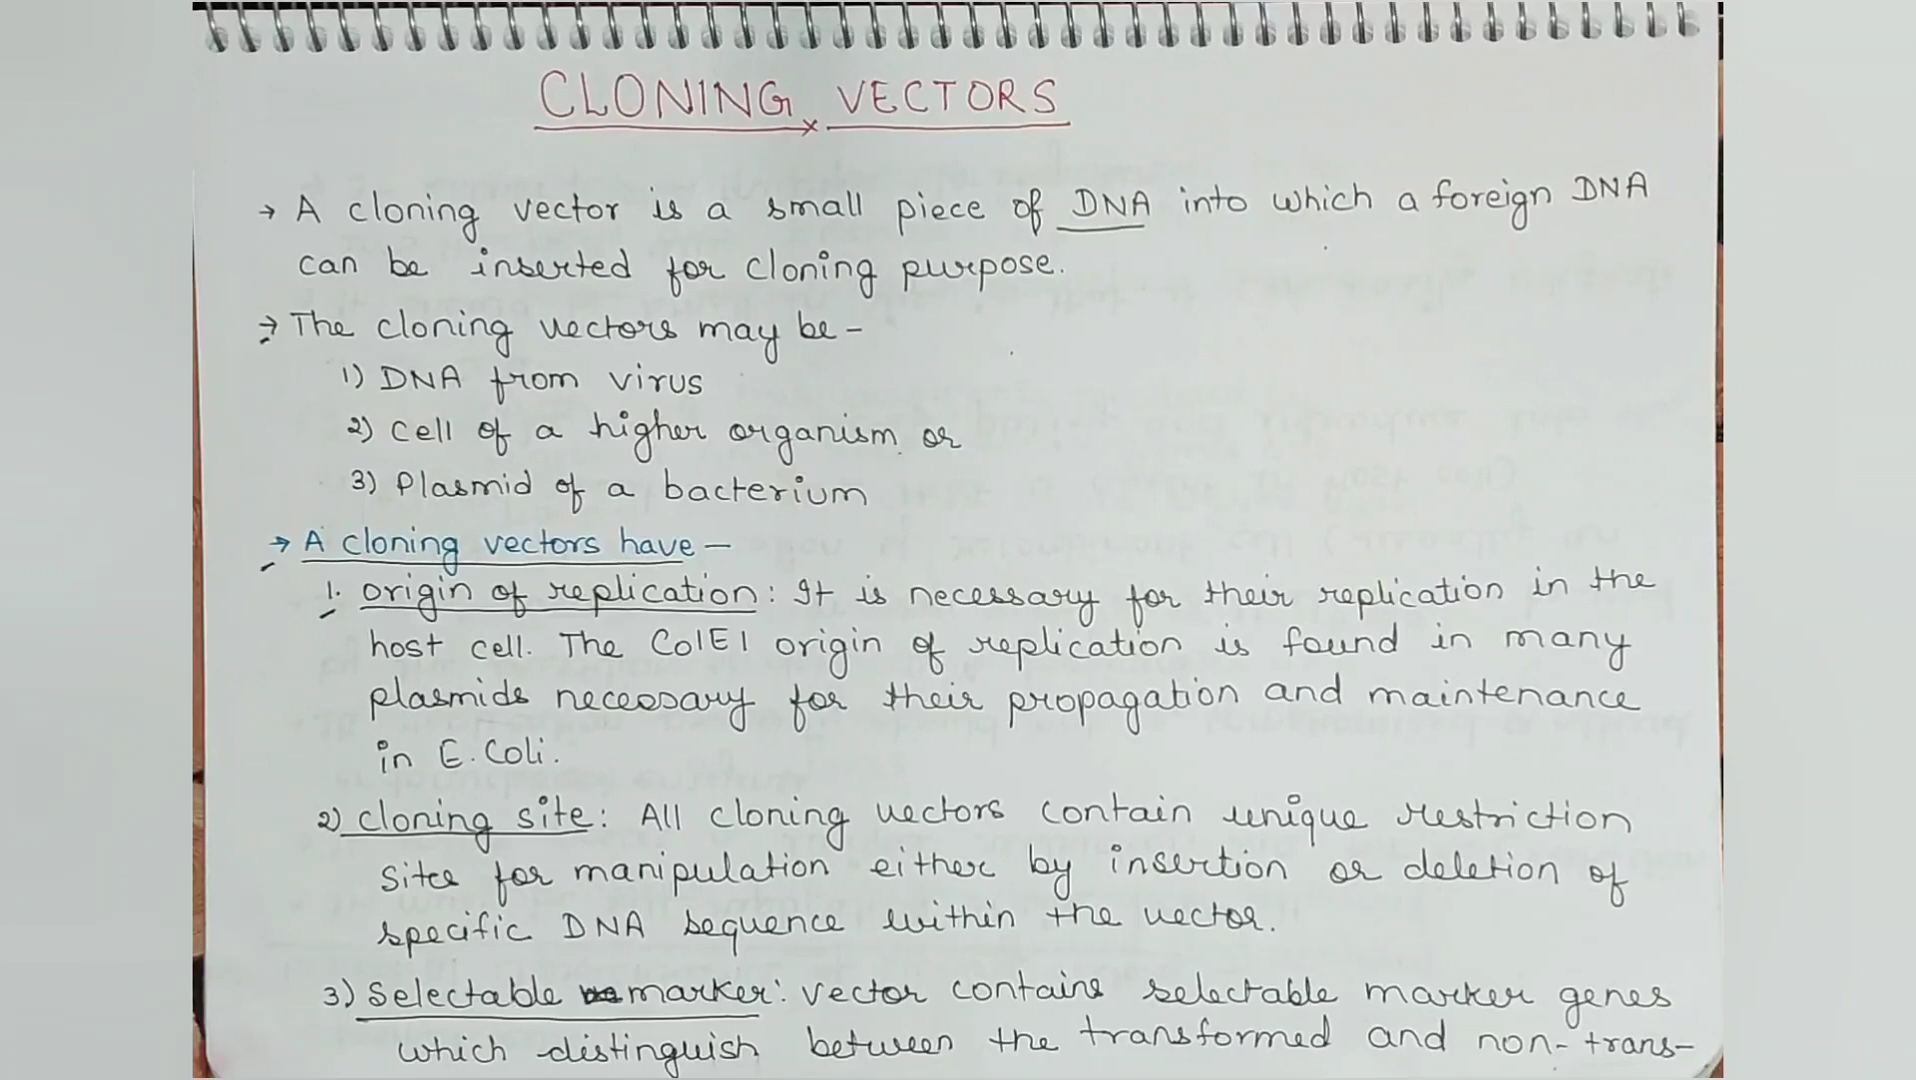 CLONING VECTORS
→ A cloning vector is a small piece of DNA into which a foreign DNA
can be inserted for cloning purpose.
→ The cloning vectors may be -
1) DNA from virus
2) Cell of a higher organism or
3) Plasmid of a bacterium
→ A cloning vectors have -
1. Origin of replication: It is necessary for their replication in the
host cell. The ColE1 origin of replication is found in many
plasmids necessary for their propagation and maintenance
in E. Coli.
2) Cloning site: All cloning vectors contain unique restriction
sites for manipulation either by insertion or deletion of
specific DNA sequence within the vector.
3) Selectable marker: Vector contains selectable marker genes
which distinguish between the transformed and non-trans-